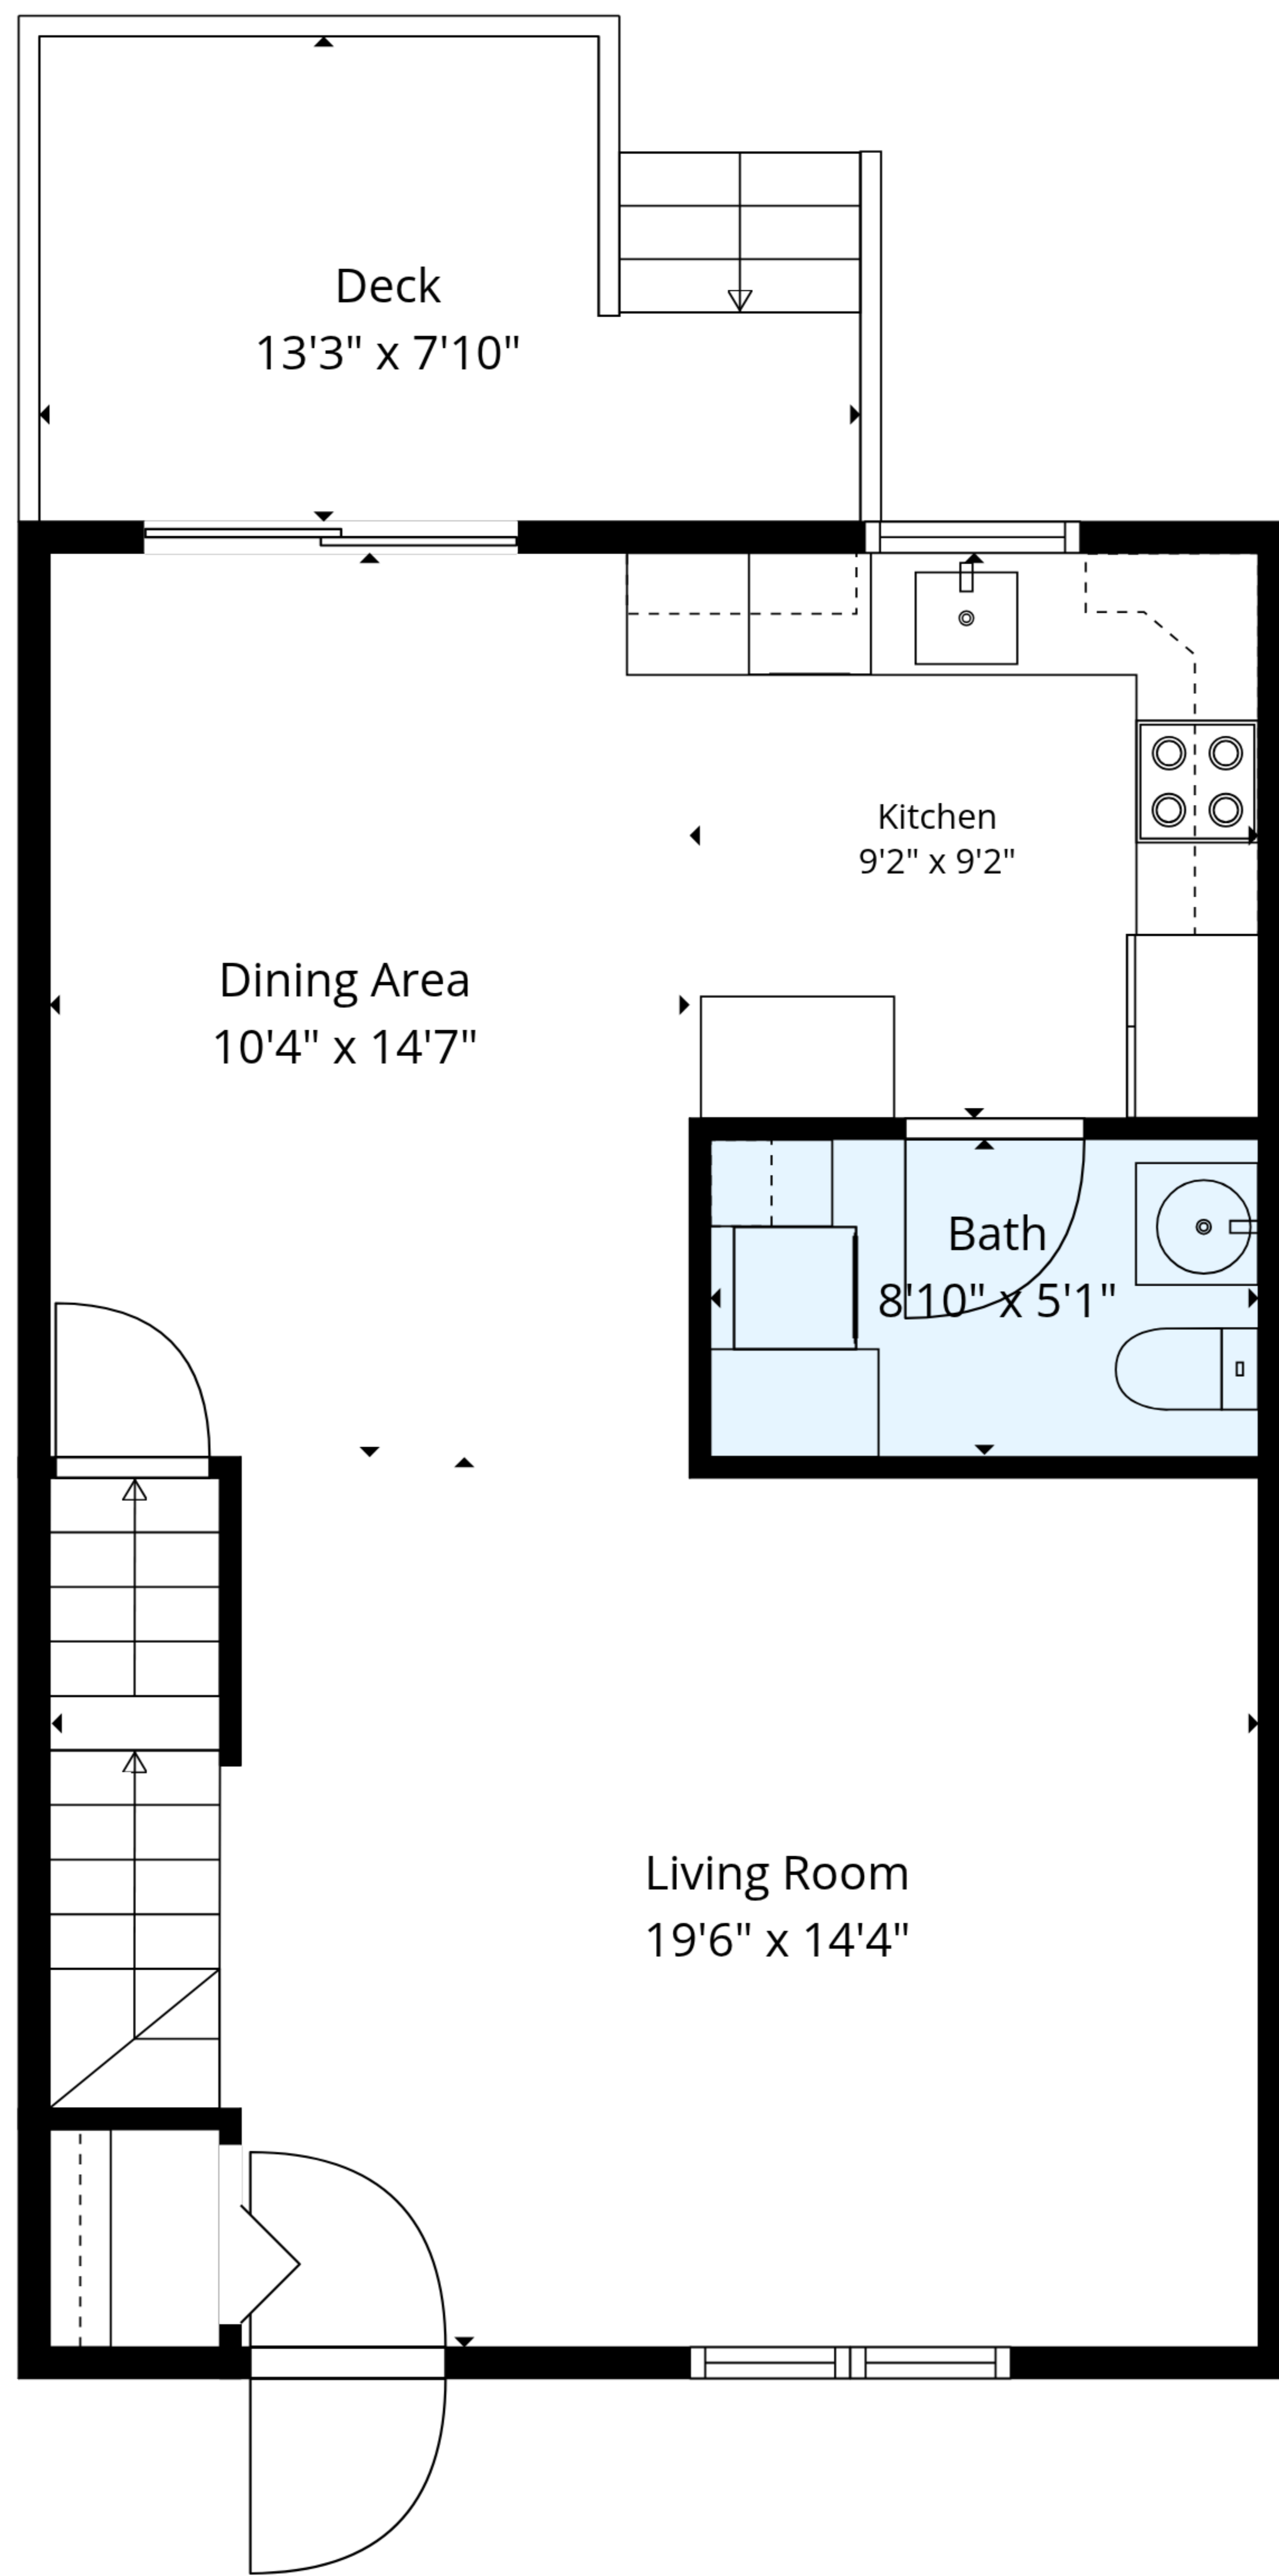 Deck
13'3" x 7'10"
Kitchen
9'2" x 9'2"
Dining Area
10'4" x 14'7"
Bath
8'10" x 5'1"
Living Room
19'6" x 14'4"